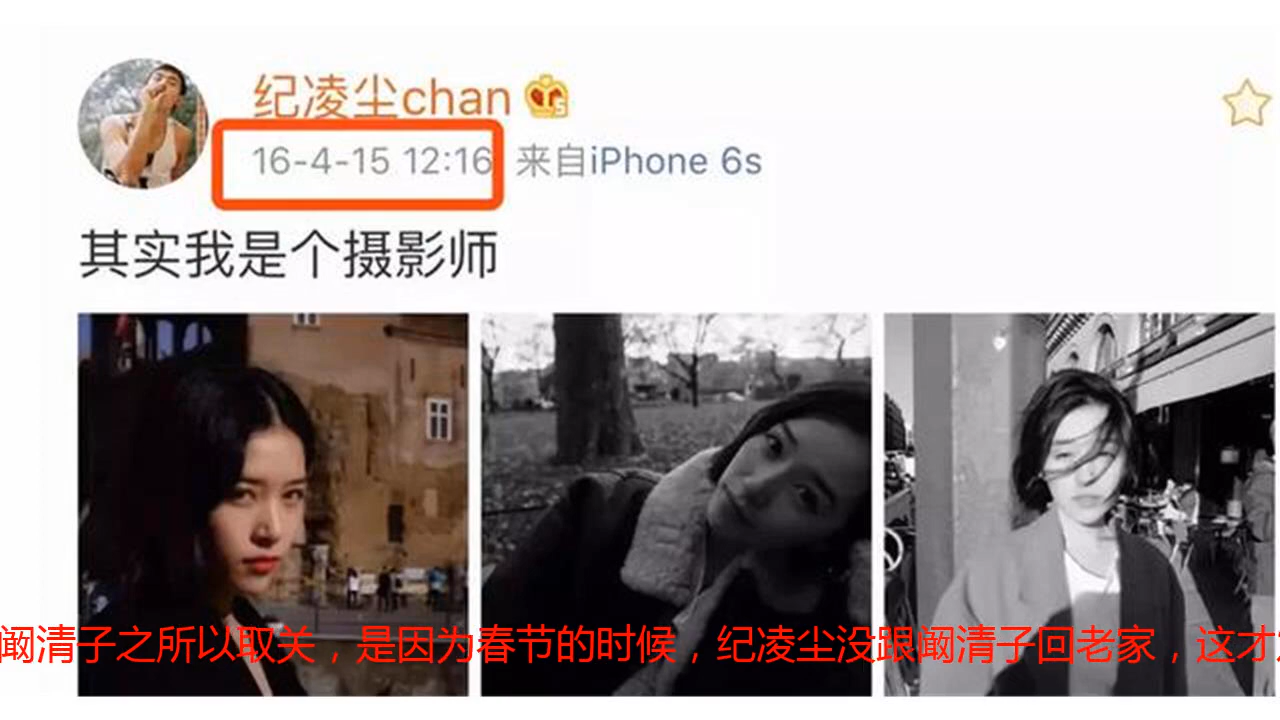 纪凌尘chan
16-4-15 12:16 来自iPhone 6s
其实我是个摄影师
阚清子之所以取关，是因为春节的时候，纪凌尘没跟阚清子回老家，这才